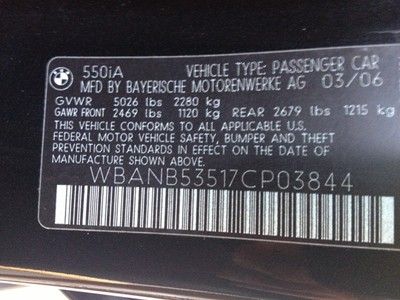 BMW
550iA VEHICLE TYPE: PASSENGER CAR
MFD BY BAYERISCHE MOTORENWERKE AG 03/06
GVWR 5026 lbs 2280 kg
GAWR FRONT 2469 lbs 1120 kg REAR 2679 lbs 1215 kg
THIS VEHICLE CONFORMS TO ALL APPLICABLE U.S.
FEDERAL MOTOR VEHICLE SAFETY, BUMPER AND THEFT
PREVENTION STANDARDS IN EFFECT ON THE DATE OF
MANUFACTURE SHOWN ABOVE.
WBANB53517CP03844